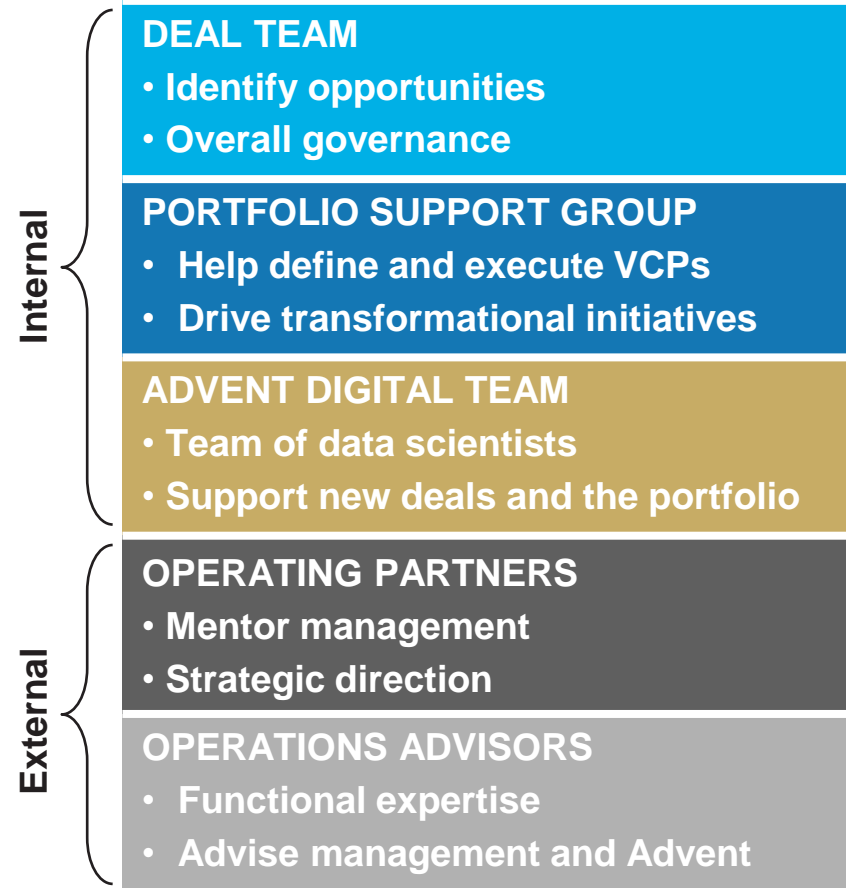 Internal
DEAL TEAM
• Identify opportunities
• Overall governance
PORTFOLIO SUPPORT GROUP
• Help define and execute VCPs
• Drive transformational initiatives
ADVENT DIGITAL TEAM
• Team of data scientists
• Support new deals and the portfolio
External
OPERATING PARTNERS
• Mentor management
• Strategic direction
OPERATIONS ADVISORS
• Functional expertise
• Advise management and Advent